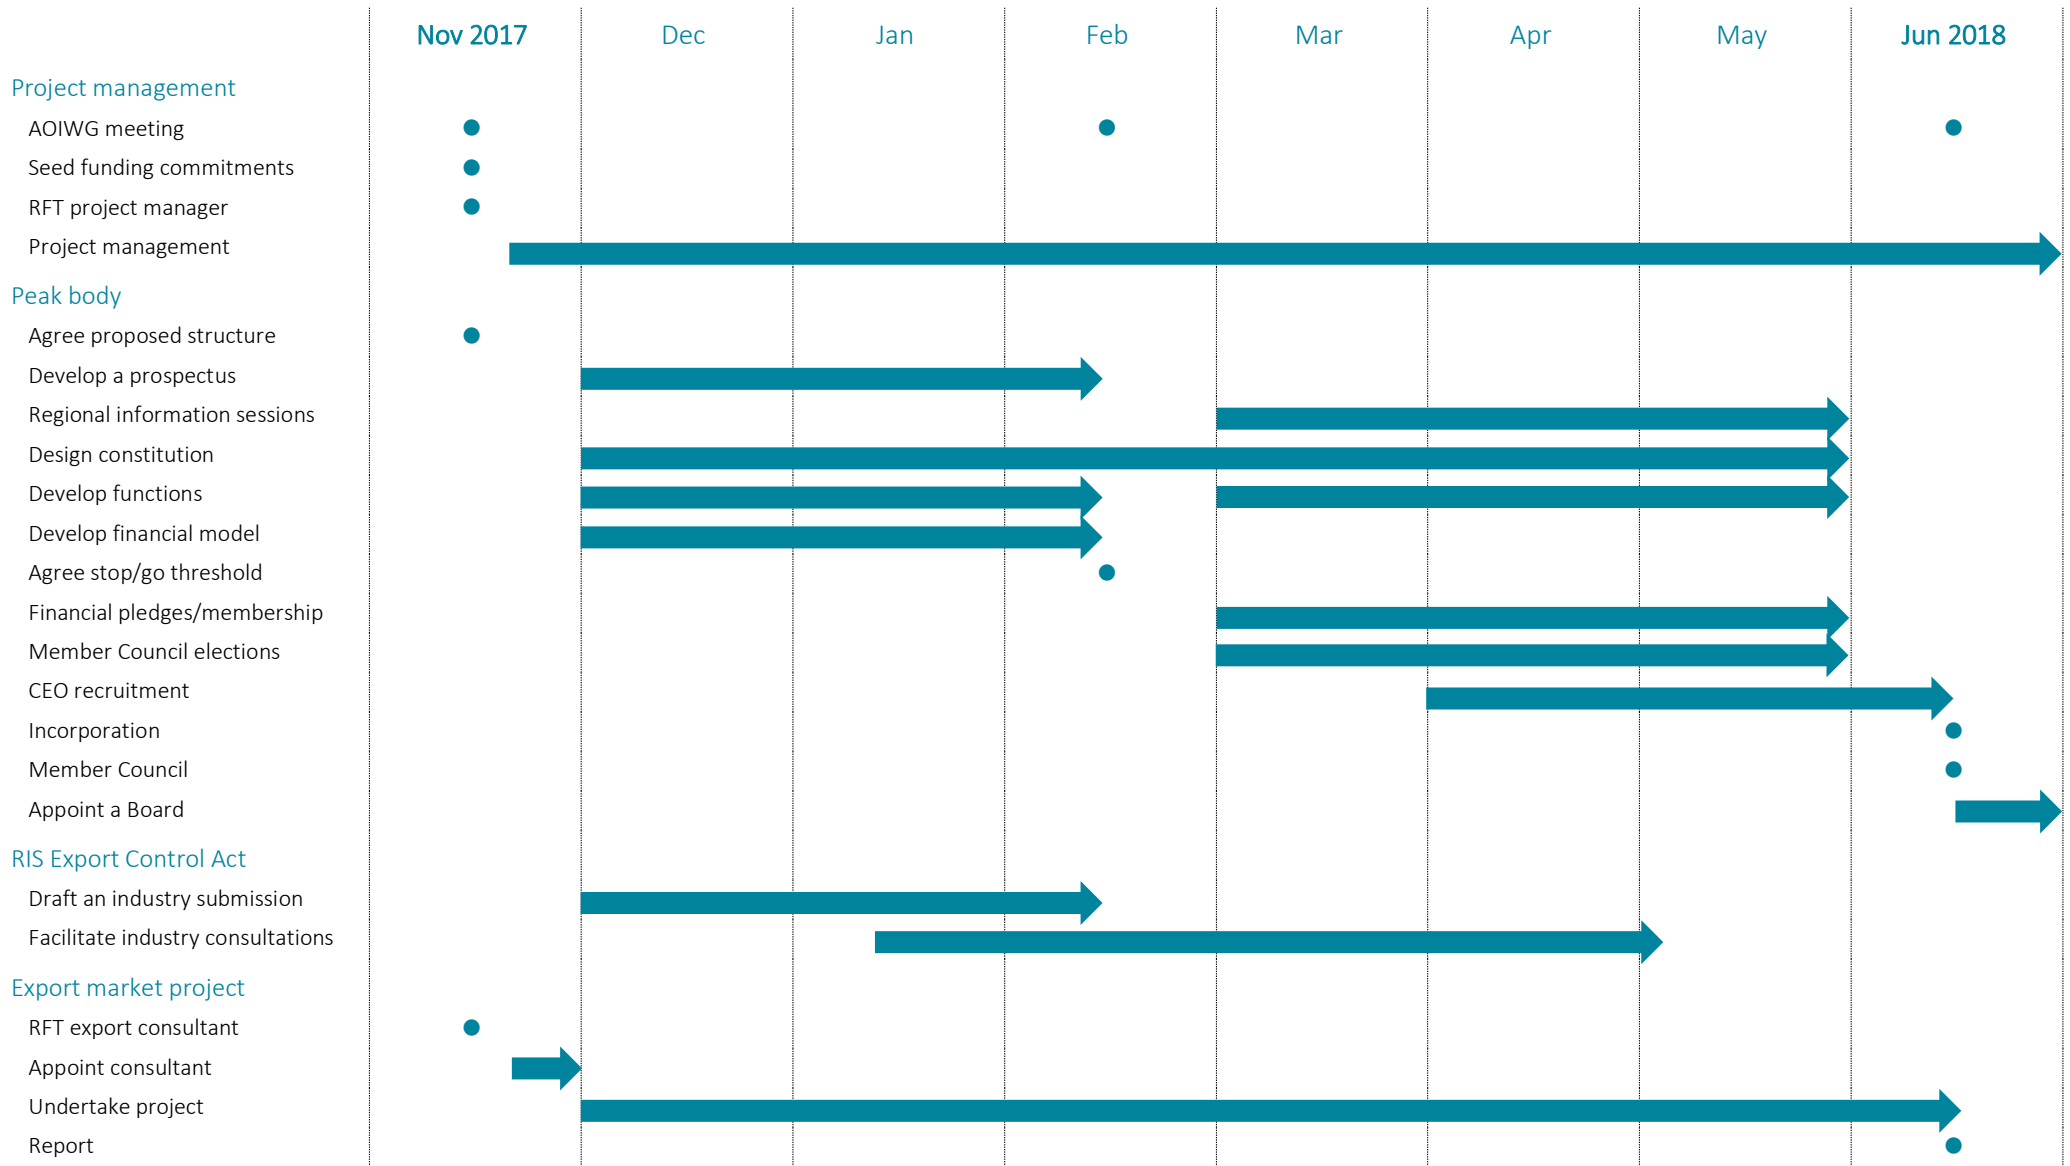 Nov 2017 Dec Jan Feb Mar Apr May Jun 2018
Project management
AOIWG meeting
Seed funding commitments
RFT project manager
Project management
Peak body
Agree proposed structure
Develop a prospectus
Regional information sessions
Design constitution
Develop functions
Develop financial model
Agree stop/go threshold
Financial pledges/membership
Member Council elections
CEO recruitment
Incorporation
Member Council
Appoint a Board
RIS Export Control Act
Draft an industry submission
Facilitate industry consultations
Export market project
RFT export consultant
Appoint consultant
Undertake project
Report